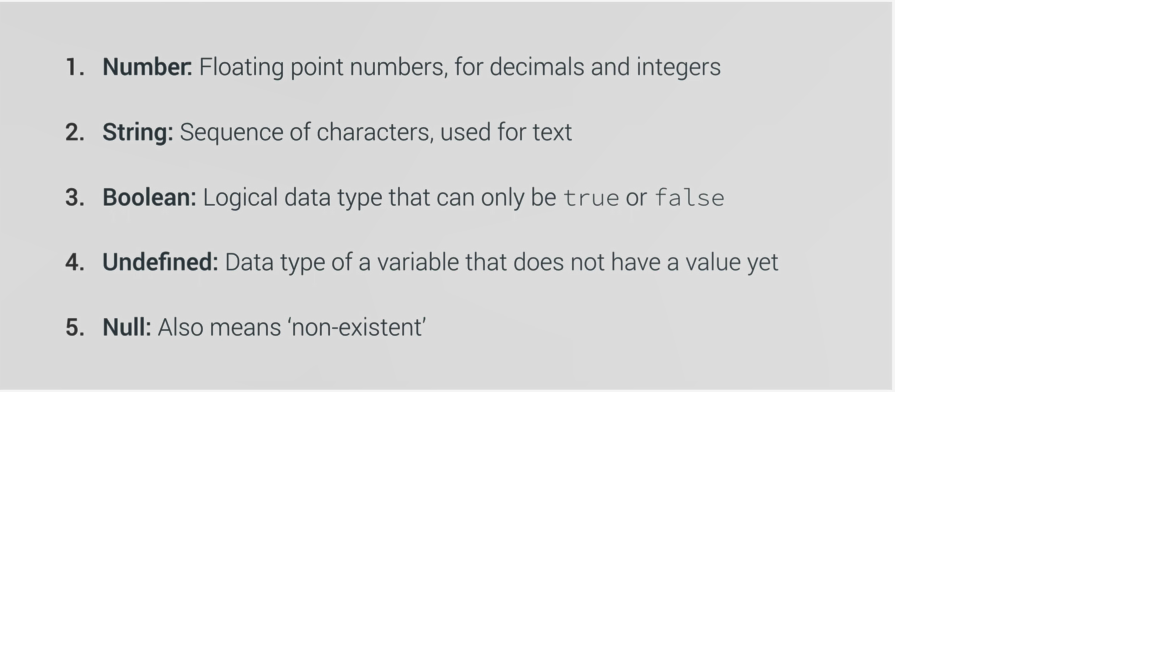 1. Number: Floating point numbers, for decimals and integers
2. String: Sequence of characters, used for text
3. Boolean: Logical data type that can only be true or false
4. Undefined: Data type of a variable that does not have a value yet
5. Null: Also means ‘non-existent’